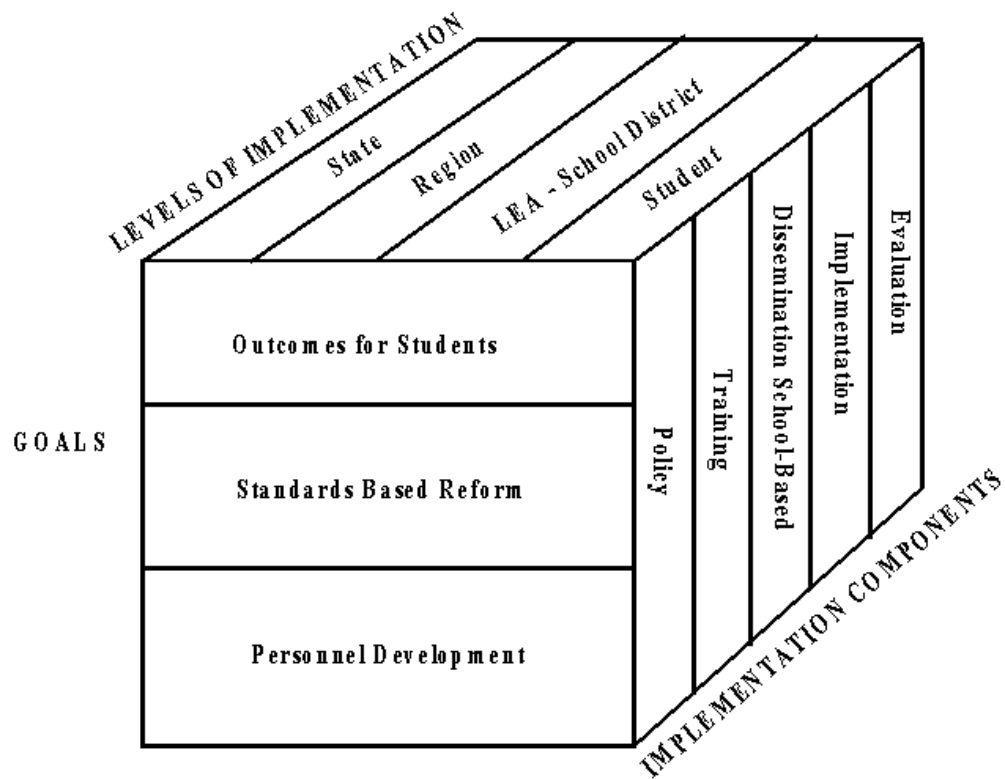 LEVELS OF IMPLEMENTATION
State
Region
LEA - School District
Student
GOALS
Outcomes for Students
Standards Based Reform
Personnel Development
Policy
Training
Dissemination School-Based
Implementation
Evaluation
IMPLEMENTATION COMPONENTS